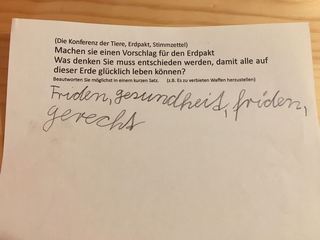 (Die Konferenz der Tiere, Erdpakt, Stimmzettel)
Machen sie einen Vorschlag für den Erdpakt
Was denken Sie muss entschieden werden, damit alle auf
dieser Erde glücklich leben können?
Beantworten Sie möglichst in einem kurzen Satz. (z.B. Es zu verbieten Waffen herzustellen)
Friden, gesundheit, friden,
gerecht